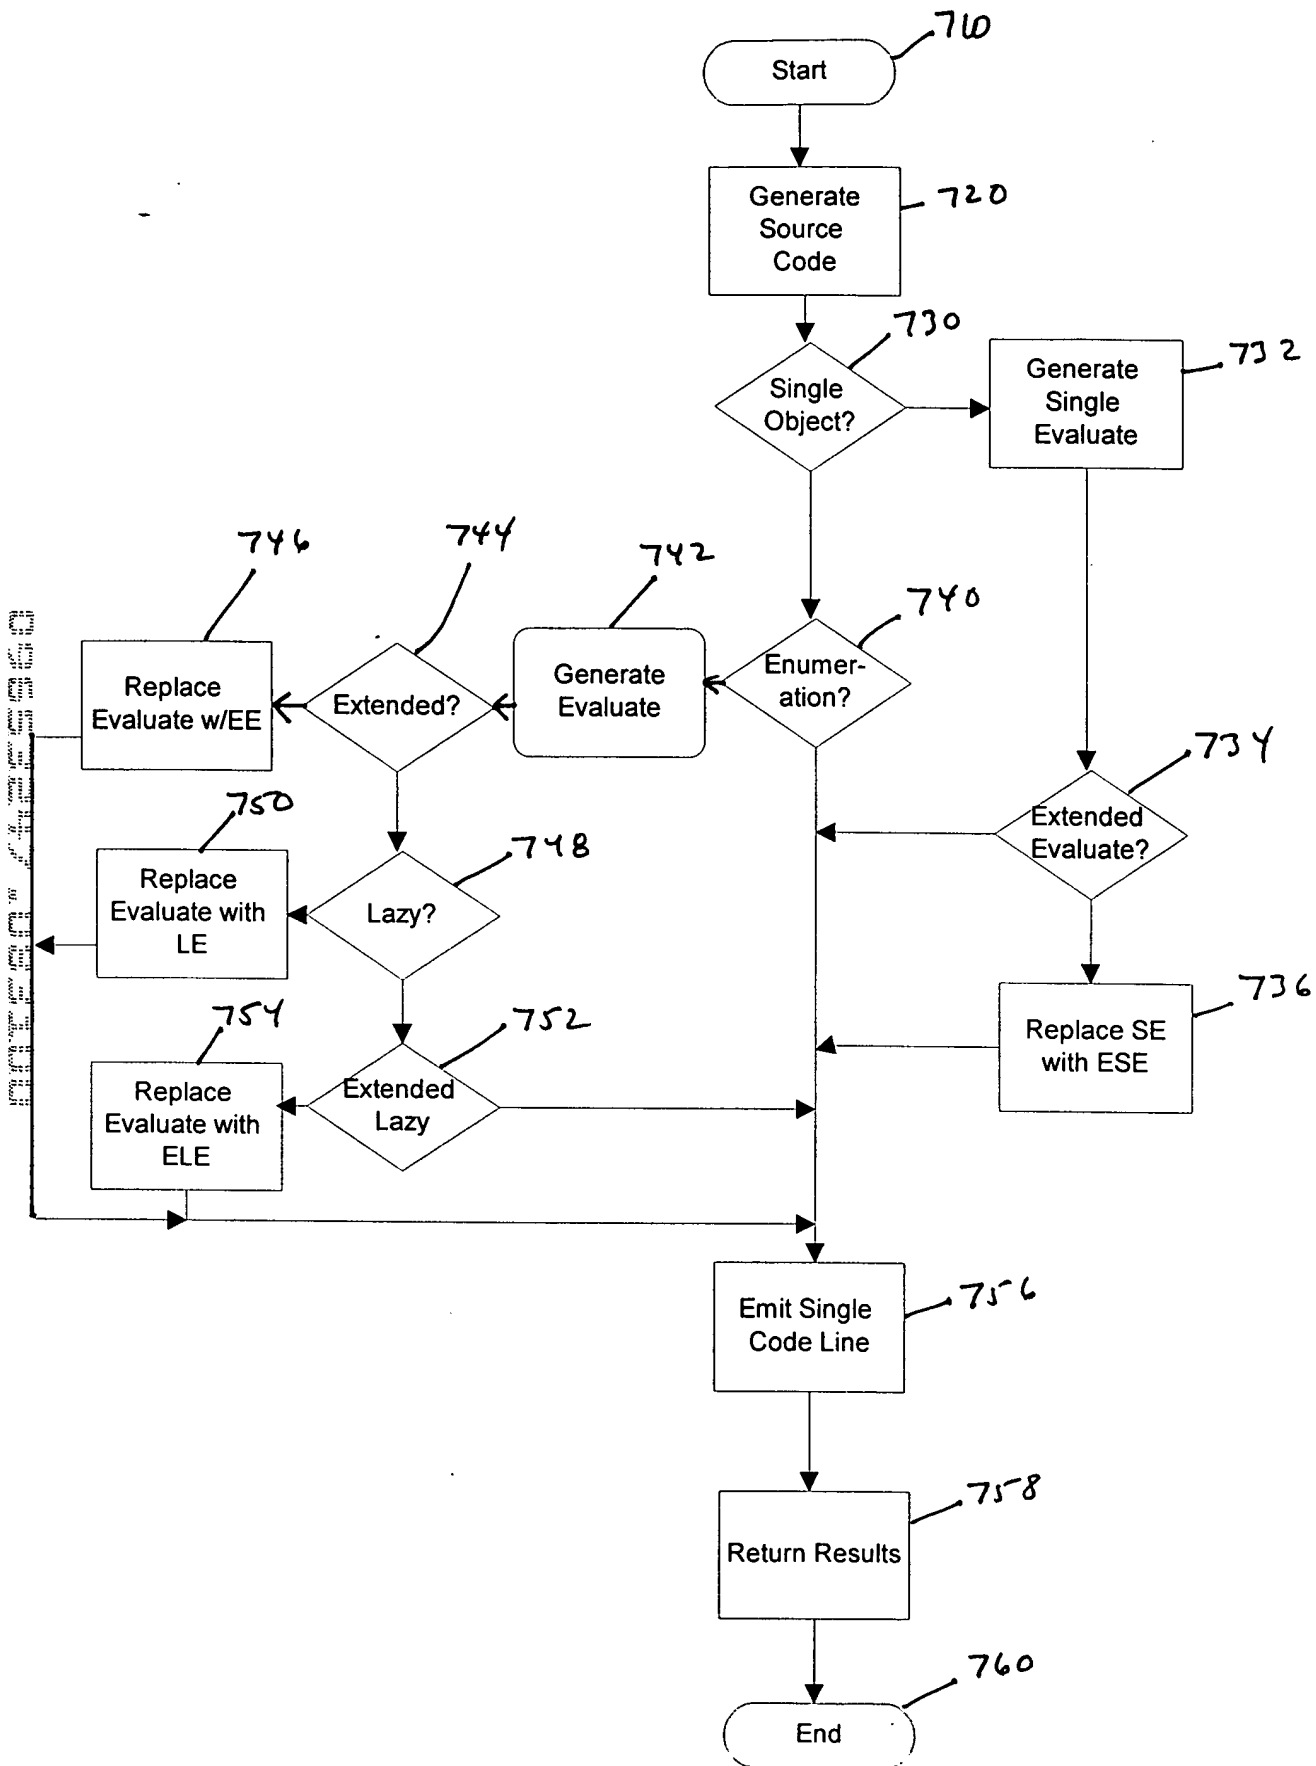 710
Start
720
Generate
Source
Code
730
Single
Object?
732
Generate
Single
Evaluate
746
744
742
740
Replace
Evaluate w/EE
Extended?
Generate
Evaluate
Enumer-
ation?
734
Extended
Evaluate?
750
Replace
Evaluate with
LE
748
Lazy?
736
Replace SE
with ESE
754
Replace
Evaluate with
ELE
752
Extended
Lazy
756
Emit Single
Code Line
758
Return Results
760
End